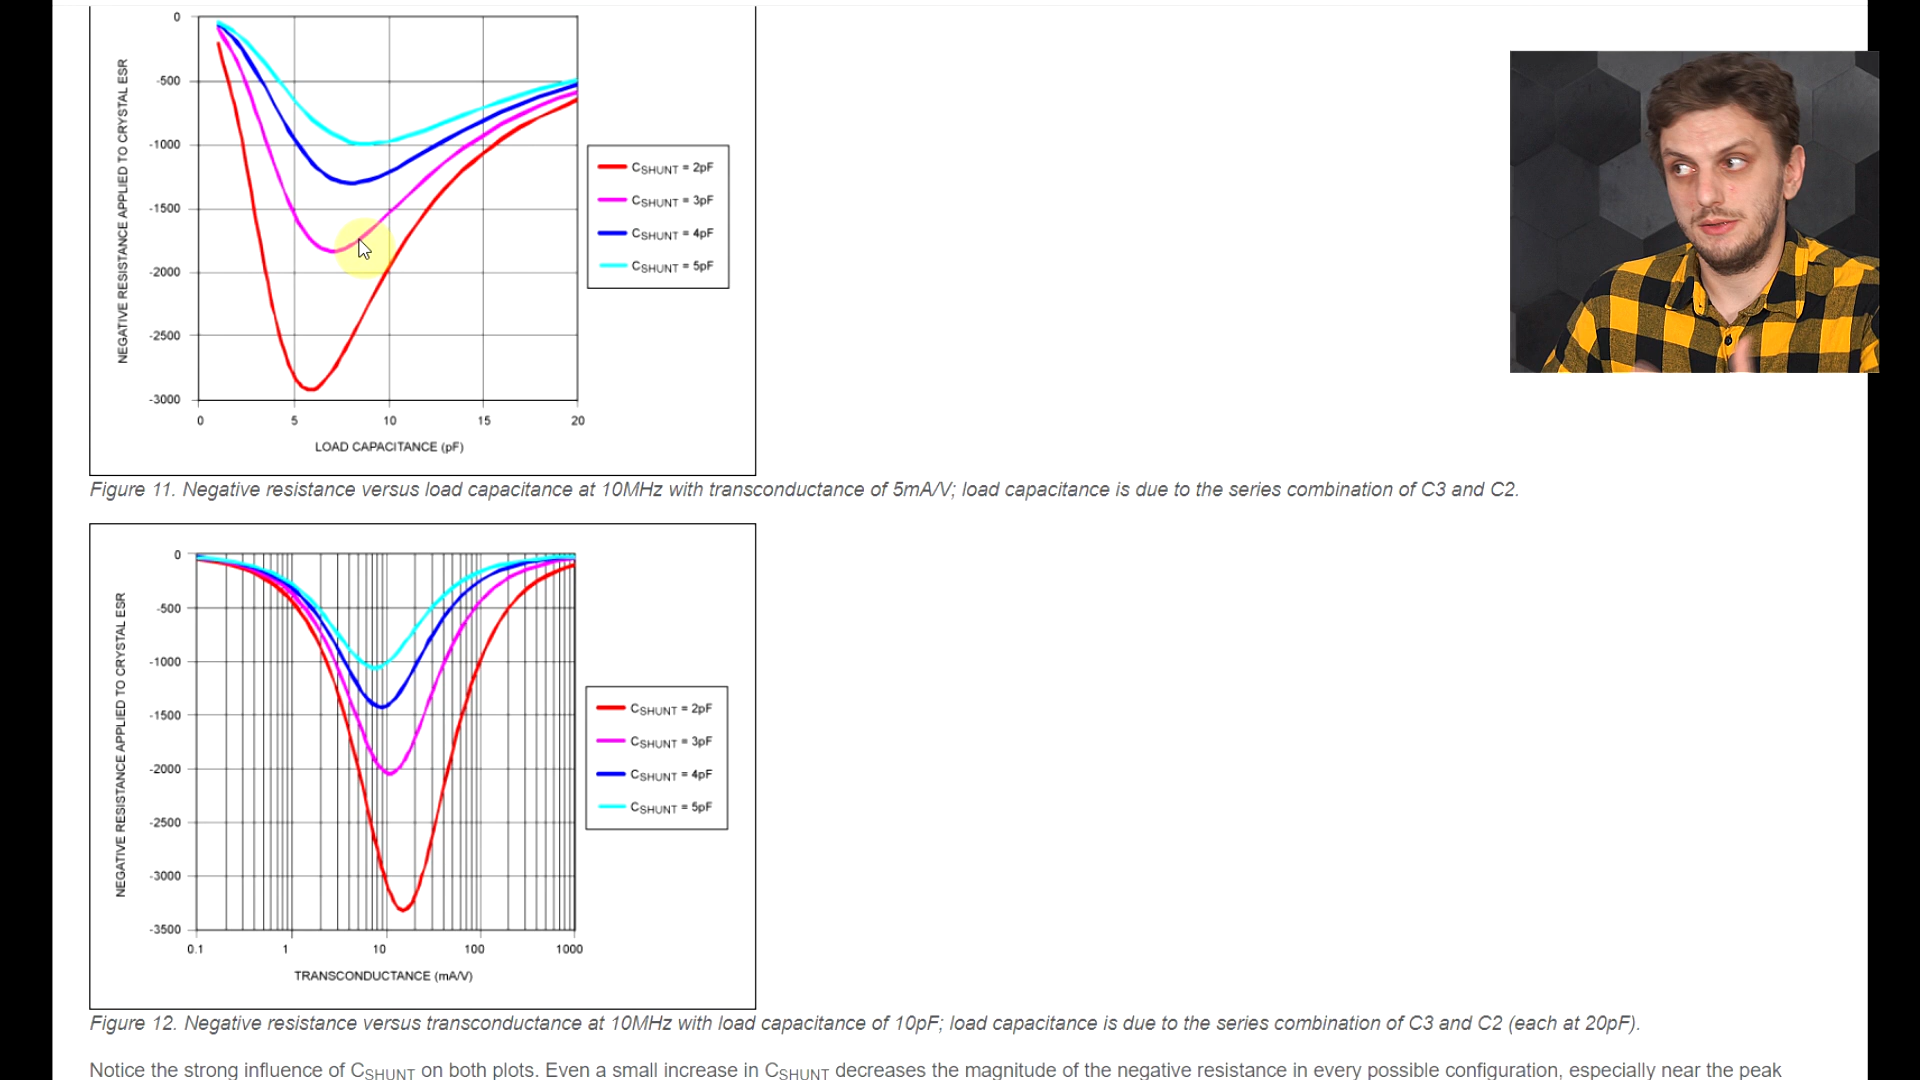 0
-500
-1000
-1500
-2000
-2500
-3000
NEGATIVE RESISTANCE APPLIED TO CRYSTAL ESR
0 5 10 15 20
LOAD CAPACITANCE (pF)
CSHUNT = 2pF
CSHUNT = 3pF
CSHUNT = 4pF
CSHUNT = 5pF
Figure 11. Negative resistance versus load capacitance at 10MHz with transconductance of 5mA/V; load capacitance is due to the series combination of C3 and C2.
0
-500
-1000
-1500
-2000
-2500
-3000
-3500
NEGATIVE RESISTANCE APPLIED TO CRYSTAL ESR
0.1 1 10 100 1000
TRANSCONDUCTANCE (mA/V)
CSHUNT = 2pF
CSHUNT = 3pF
CSHUNT = 4pF
CSHUNT = 5pF
Figure 12. Negative resistance versus transconductance at 10MHz with load capacitance of 10pF; load capacitance is due to the series combination of C3 and C2 (each at 20pF).
Notice the strong influence of CSHUNT on both plots. Even a small increase in CSHUNT decreases the magnitude of the negative resistance in every possible configuration, especially near the peak